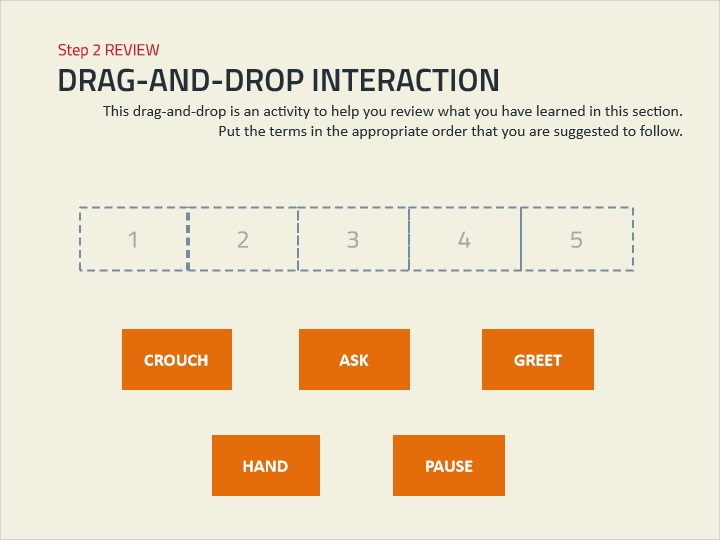 Step 2 REVIEW
DRAG-AND-DROP INTERACTION
This drag-and-drop is an activity to help you review what you have learned in this section.
Put the terms in the appropriate order that you are suggested to follow.
1 2 3 4 5
CROUCH ASK GREET
HAND PAUSE